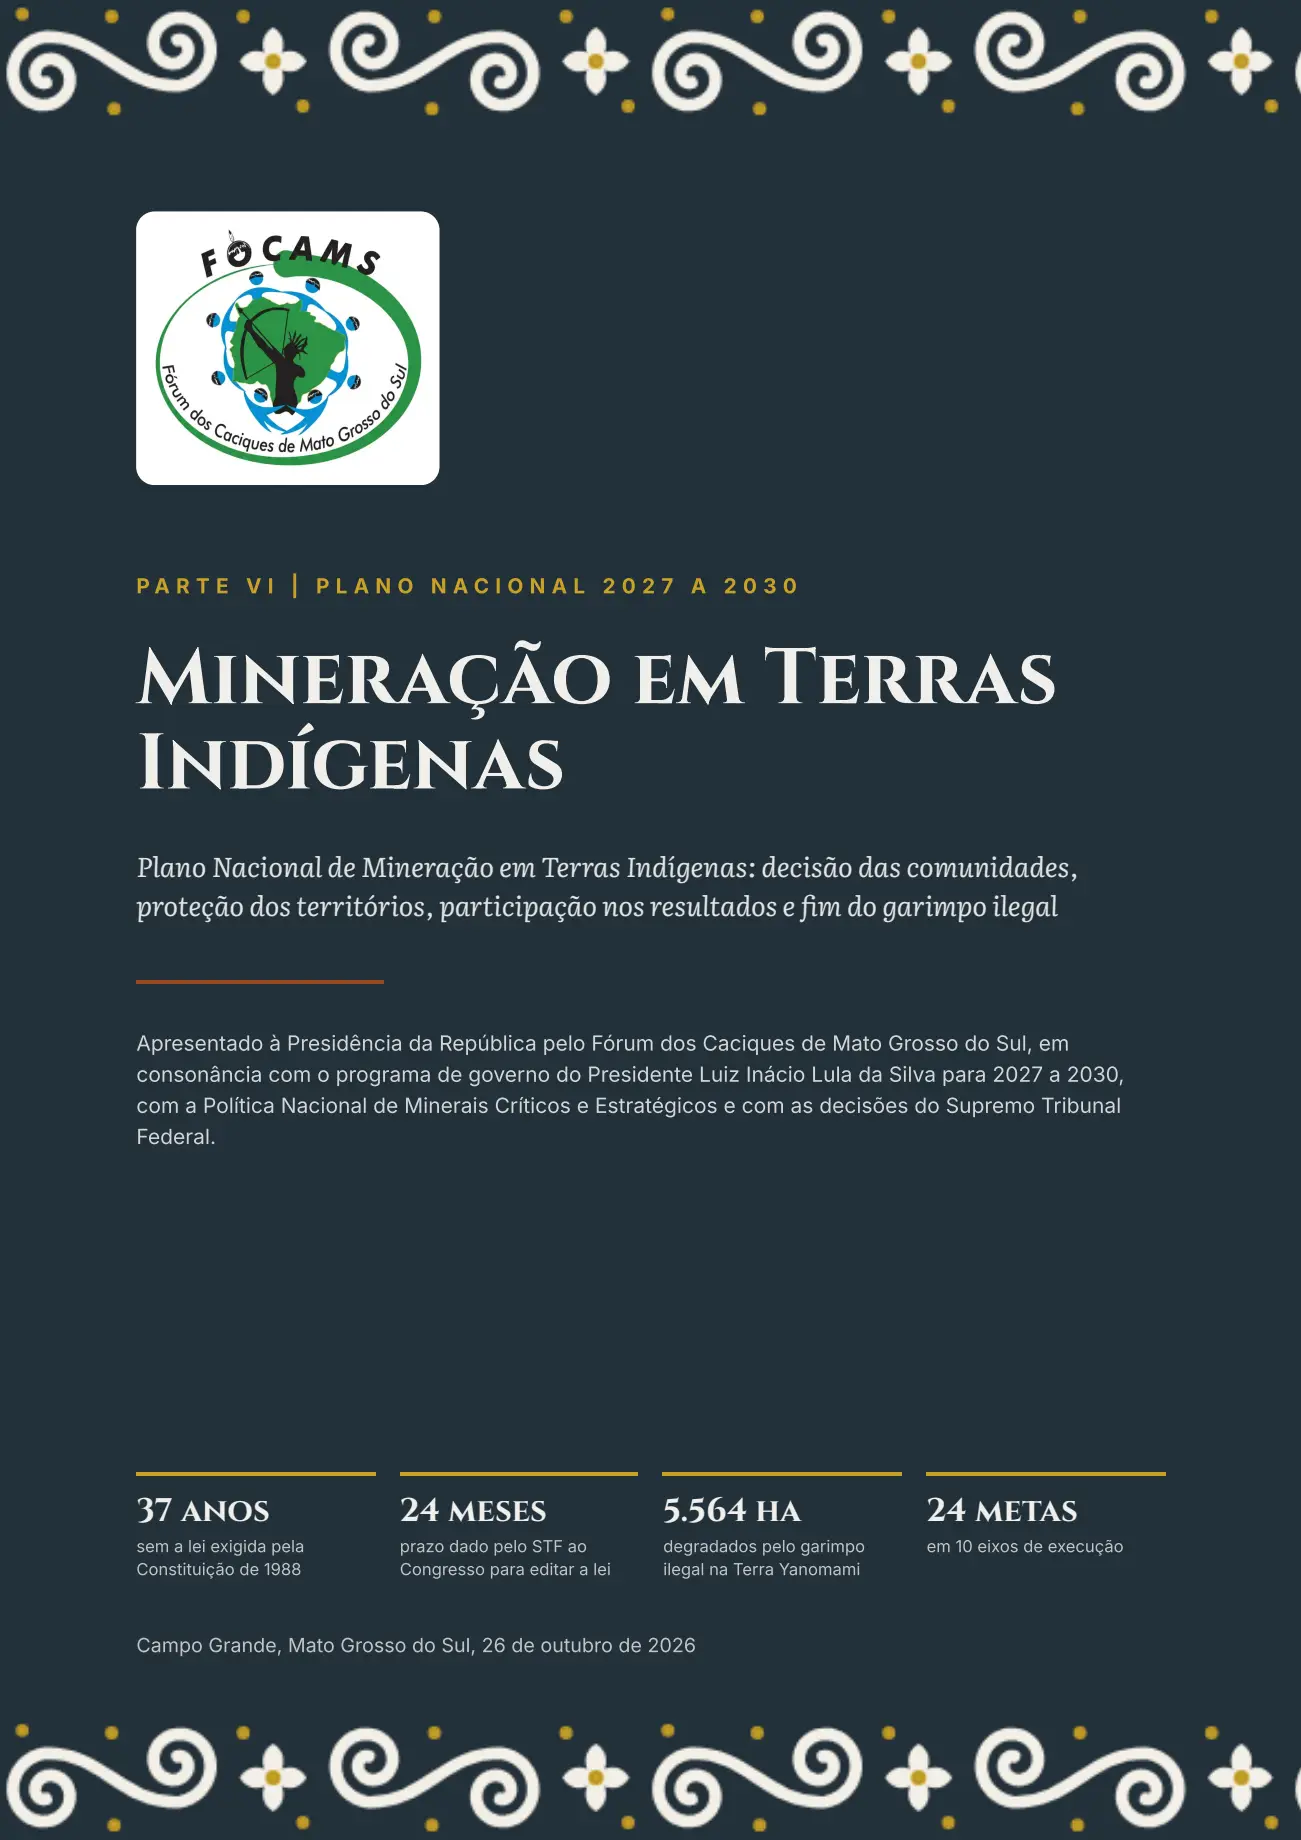 FOCAMS
Fórum dos Caciques de Mato Grosso do Sul
PARTE VI | PLANO NACIONAL 2027 A 2030
Mineração em Terras
Indígenas
Plano Nacional de Mineração em Terras Indígenas: decisão das comunidades,
proteção dos territórios, participação nos resultados e fim do garimpo ilegal
Apresentado à Presidência da República pelo Fórum dos Caciques de Mato Grosso do Sul, em
consonância com o programa de governo do Presidente Luiz Inácio Lula da Silva para 2027 a 2030,
com a Política Nacional de Minerais Críticos e Estratégicos e com as decisões do Supremo Tribunal
Federal.
37 anos
sem a lei exigida pela
Constituição de 1988
24 meses
prazo dado pelo STF ao
Congresso para editar a lei
5.564 ha
degradados pelo garimpo
ilegal na Terra Yanomami
24 metas
em 10 eixos de execução
Campo Grande, Mato Grosso do Sul, 26 de outubro de 2026